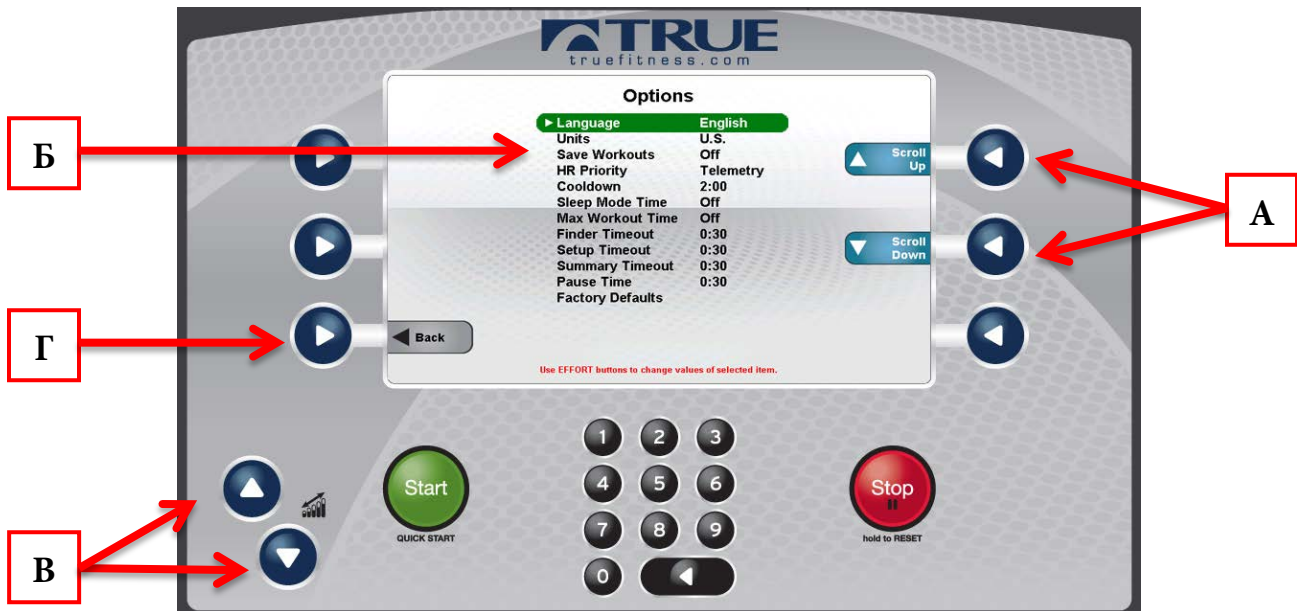 TRUE
truefitness.com
Options
Language English
Units U.S.
Save Workouts Off
HR Priority Telemetry
Cooldown 2:00
Sleep Mode Time Off
Max Workout Time Off
Finder Timeout 0:30
Setup Timeout 0:30
Summary Timeout 0:30
Pause Time 0:30
Factory Defaults
Scroll
Up
Scroll
Down
Back
Use EFFORT buttons to change values of selected item.
Б
Г
В
А
Start
QUICK START
1 2 3
4 5 6
7 8 9
0
Stop
hold to RESET